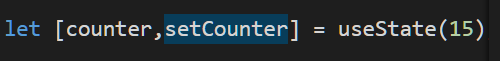 let [counter,setCounter] = useState(15)